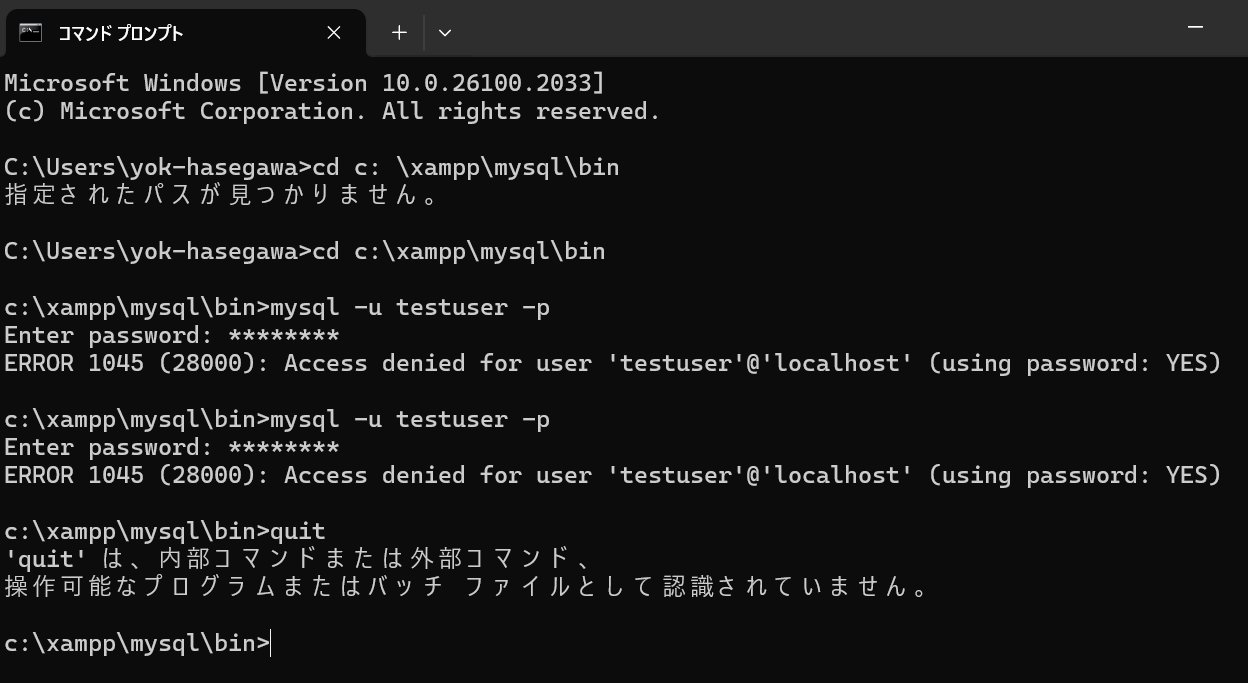 コマンド プロンプト
Microsoft Windows [Version 10.0.26100.2033]
(c) Microsoft Corporation. All rights reserved.
C:\Users\yok-hasegawa>cd c: \xampp\mysql\bin
指定されたパスが見つかりません。
C:\Users\yok-hasegawa>cd c:\xampp\mysql\bin
c:\xampp\mysql\bin>mysql -u testuser -p
Enter password: ********
ERROR 1045 (28000): Access denied for user 'testuser'@'localhost' (using password: YES)
c:\xampp\mysql\bin>mysql -u testuser -p
Enter password: ********
ERROR 1045 (28000): Access denied for user 'testuser'@'localhost' (using password: YES)
c:\xampp\mysql\bin>quit
'quit' は、内部コマンドまたは外部コマンド、
操作可能なプログラムまたはバッチ ファイルとして認識されていません。
c:\xampp\mysql\bin>